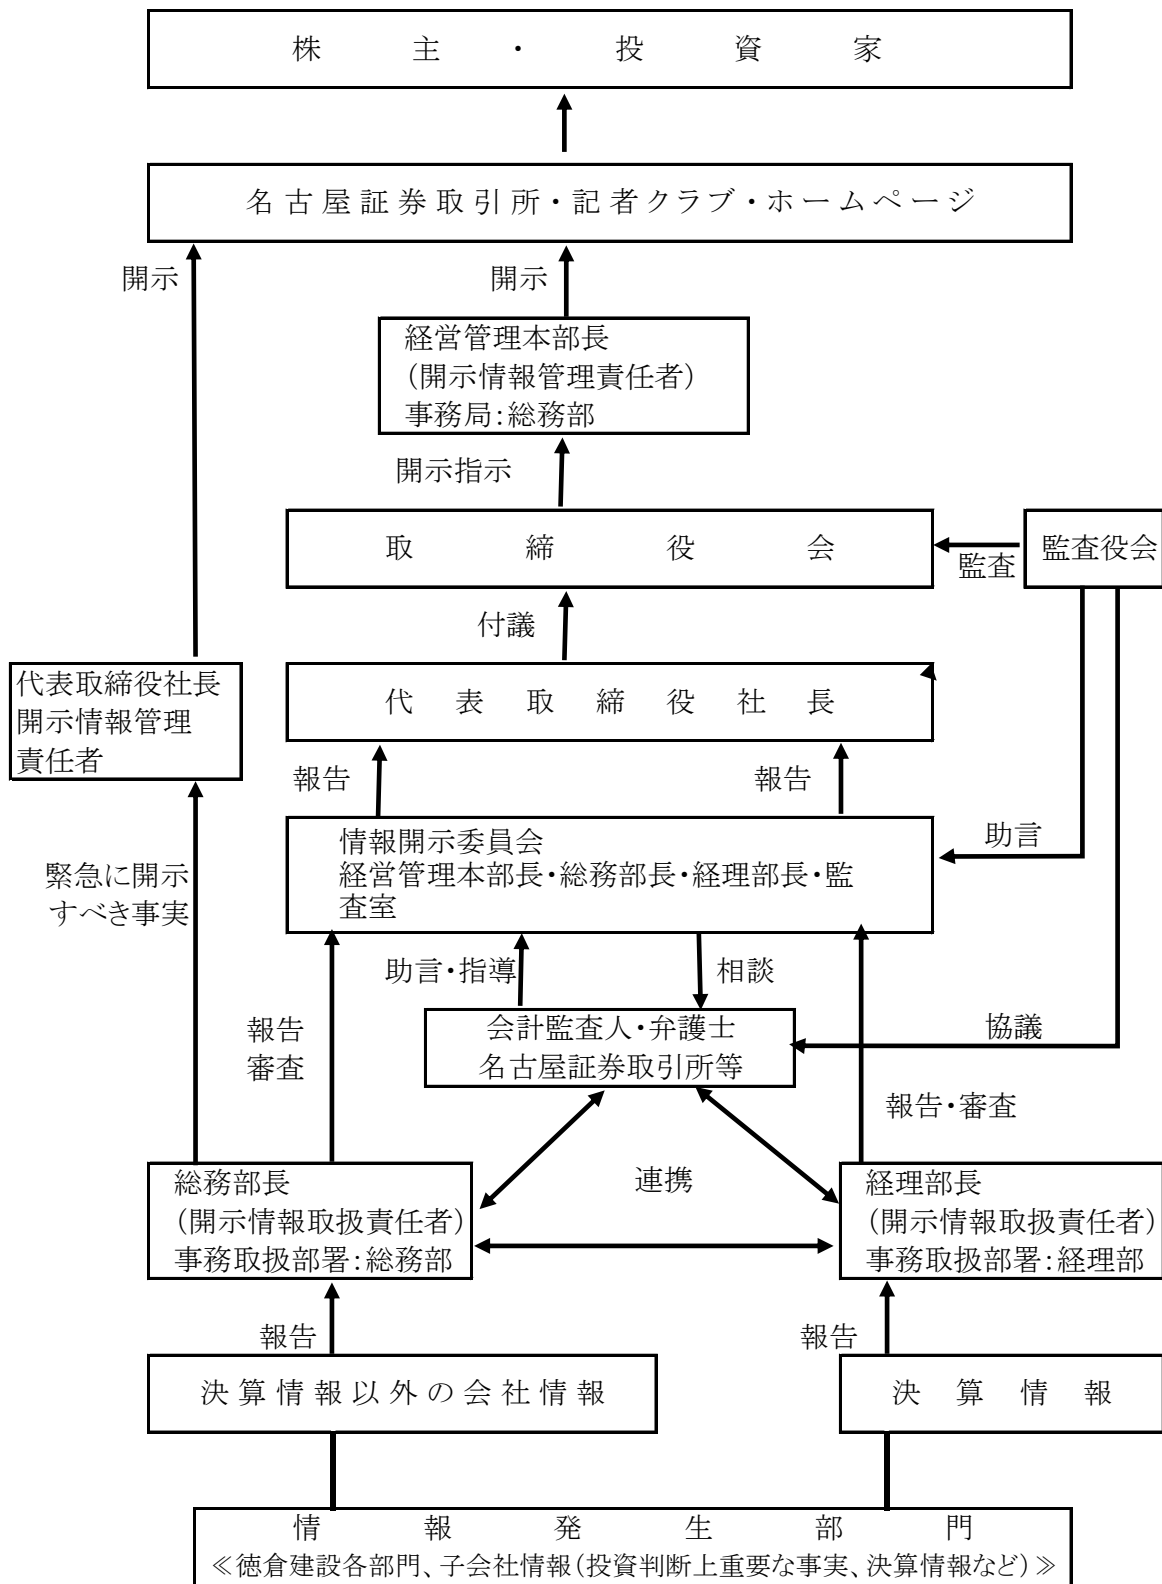 株主・投資家
名古屋証券取引所・記者クラブ・ホームページ
開示
開示
経営管理本部長
（開示情報管理責任者）
事務局：総務部
開示指示
取締役会
監査
監査役会
付議
代表取締役社長
開示情報管理
責任者
代表取締役社長
報告
報告
情報開示委員会
経営管理本部長・総務部長・経理部長・監
査室
助言
緊急に開示
すべき事実
助言・指導
相談
会計監査人・弁護士
名古屋証券取引所等
協議
報告
審査
報告・審査
連携
総務部長
（開示情報取扱責任者）
事務取扱部署：総務部
経理部長
（開示情報取扱責任者）
事務取扱部署：経理部
報告
報告
決算情報以外の会社情報
決算情報
情報発生部門
≪徳倉建設各部門、子会社情報（投資判断上重要な事実、決算情報など）≫